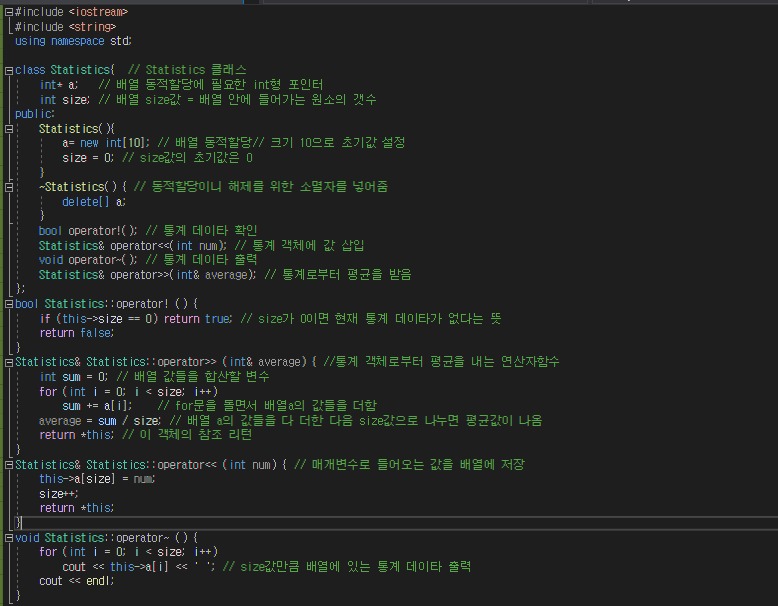 #include <iostream>
#include <string>
using namespace std;
class Statistics{ // Statistics 클래스
int* a; // 배열 동적할당에 필요한 int형 포인터
int size; // 배열 size값 = 배열 안에 들어가는 원소의 갯수
public:
Statistics(){
a= new int[10]; // 배열 동적할당// 크기 10으로 초기값 설정
size = 0; // size값의 초기값은 0
}
~Statistics() { // 동적할당이니 해제를 위한 소멸자를 넣어줌
delete[] a;
}
bool operator!(); // 통계 데이타 확인
Statistics& operator<<(int num); // 통계 객체에 값 삽입
void operator~(); // 통계 데이타 출력
Statistics& operator>>(int& average); // 통계로부터 평균을 받음
};
bool Statistics::operator! () {
if (this->size == 0) return true; // size가 0이면 현재 통계 데이타가 없다는 뜻
return false;
}
Statistics& Statistics::operator>> (int& average) { //통계 객체로부터 평균을 내는 연산자함수
int sum = 0; // 배열 값들을 합산할 변수
for (int i = 0; i < size; i++)
sum += a[i]; // for문을 돌면서 배열a의 값들을 더함
average = sum / size; // 배열 a의 값들을 다 더한 다음 size값으로 나누면 평균값이 나옴
return *this; // 이 객체의 참조 리턴
}
Statistics& Statistics::operator<< (int num) { // 매개변수로 들어오는 값을 배열에 저장
this->a[size] = num;
size++;
return *this;
}
void Statistics::operator~ () {
for (int i = 0; i < size; i++)
cout << this->a[i] << ' '; // size값만큼 배열에 있는 통계 데이타 출력
cout << endl;
}